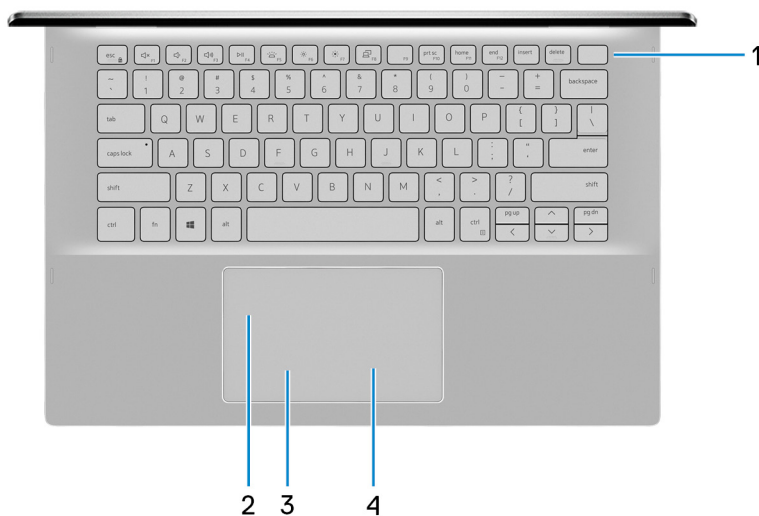 esc F1 F2 F3 F4 F5 F6 F7 F8 F9 prt sc F10 home F11 end F12 insert delete
1
~ ` ! 1 @ 2 # 3 $ 4 % 5 ^ 6 & 7 * 8 ( 9 ) 0 _ - + = backspace
tab Q W E R T Y U I O P { [ } ] | \
caps lock A S D F G H J K L : ; " ' enter
shift Z X C V B N M < , > . ? / shift
ctrl fn alt alt ctrl pg up < ^ v pg dn >
2 3 4